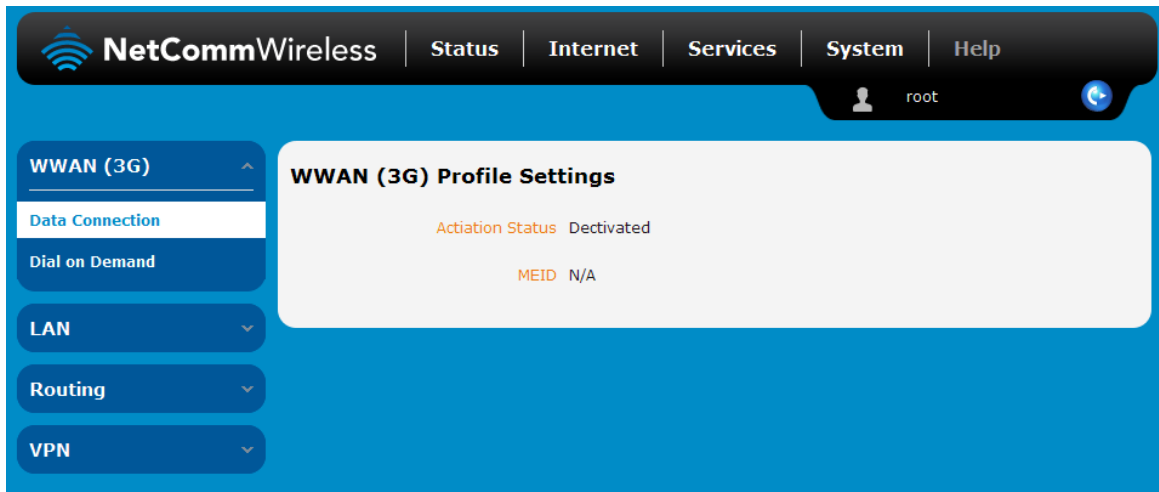 NetCommWireless Status Internet Services System Help
root
WWAN (3G)
Data Connection
Dial on Demand
LAN
Routing
VPN
WWAN (3G) Profile Settings
Actiation Status Dectivated
MEID N/A